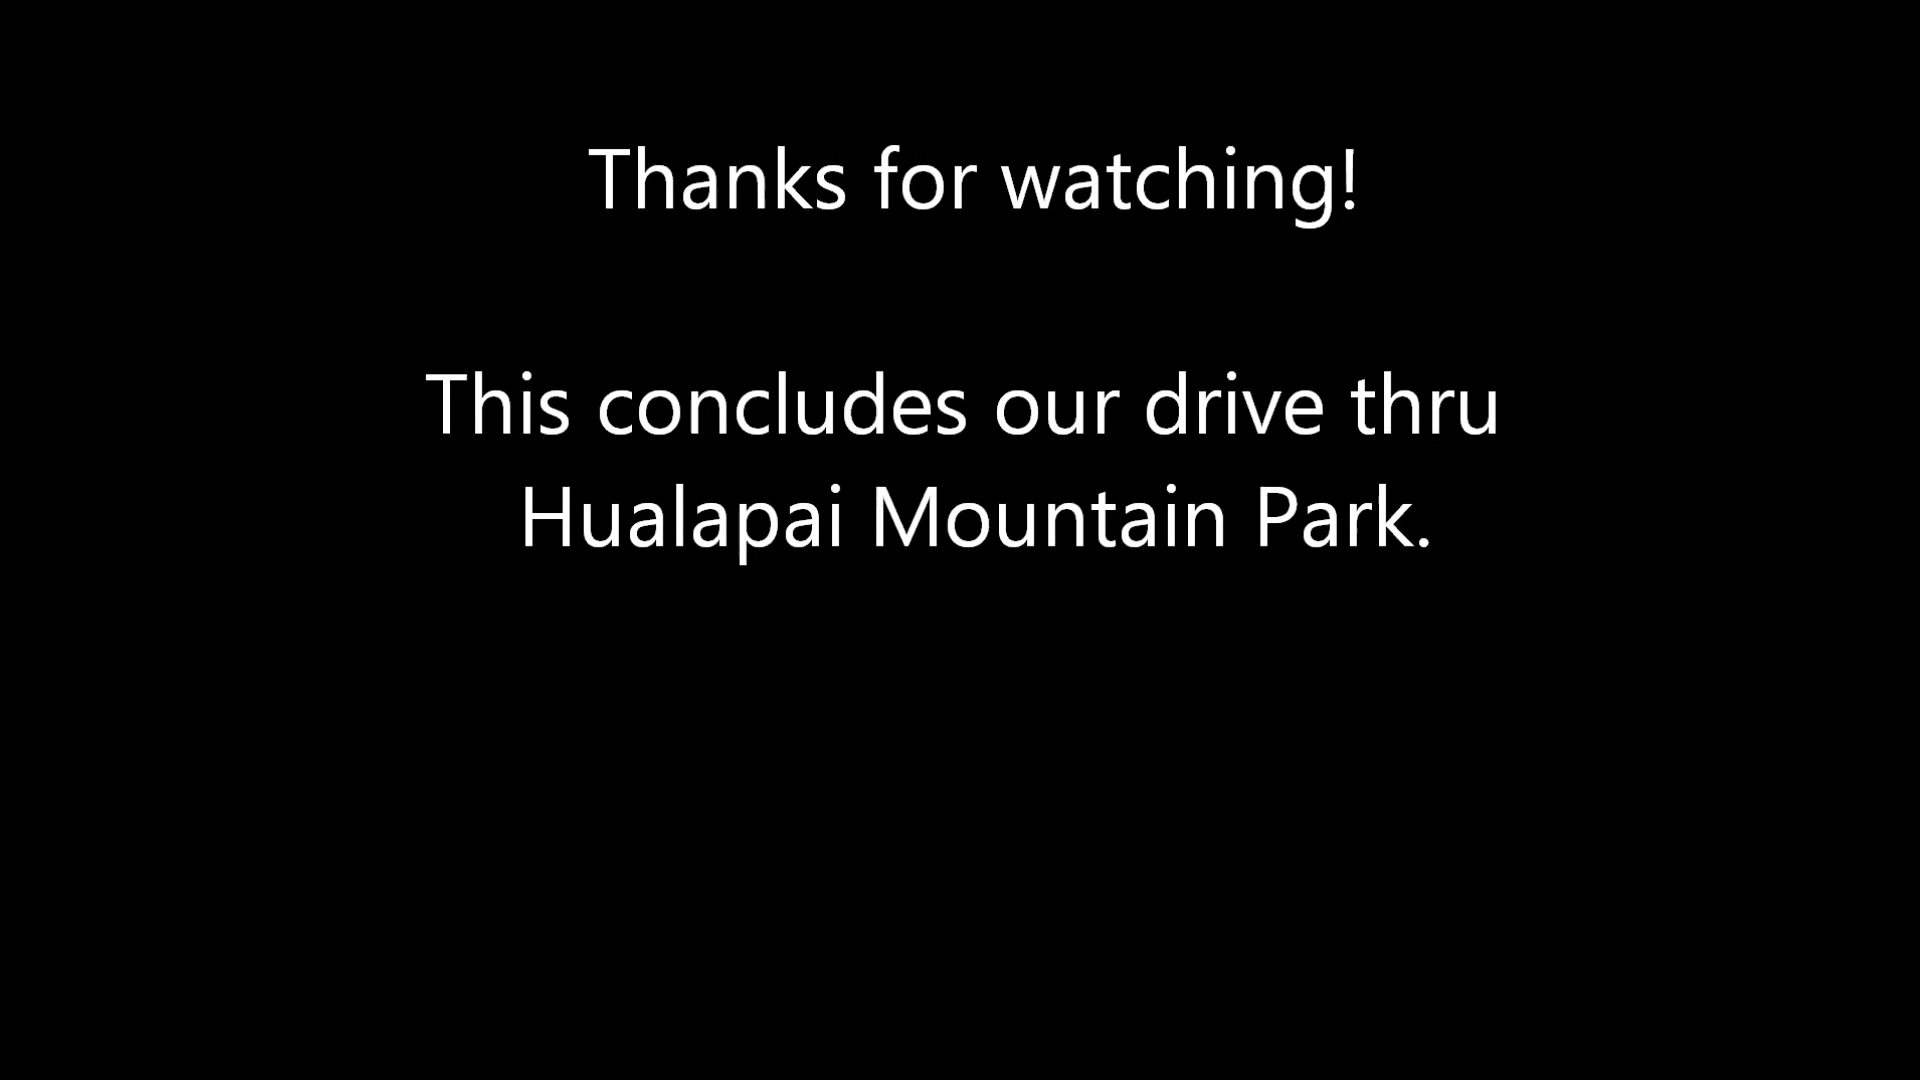 Thanks for watching!
This concludes our drive thru
Hualapai Mountain Park.